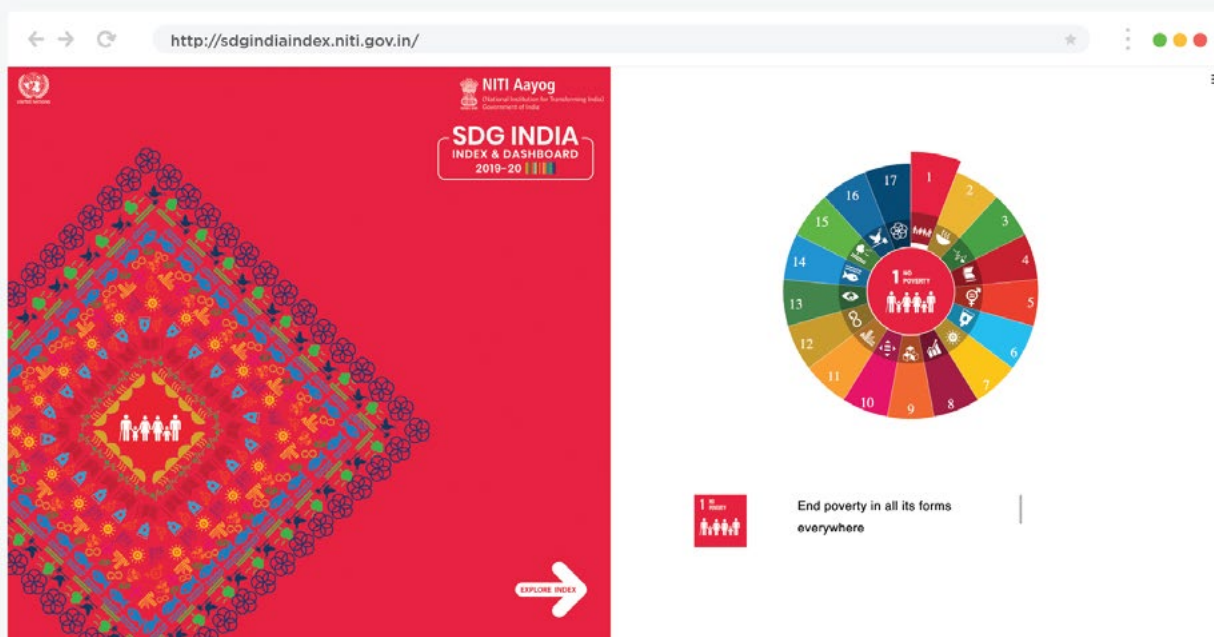 http://sdgindiaindex.niti.gov.in/
UNITED NATIONS
NITI Aayog
(National Institution for Transforming India)
Government of India
SDG INDIA
INDEX & DASHBOARD
2019-20
EXPLORE INDEX
1
2
3
4
5
6
7
8
9
10
11
12
13
14
15
16
17
1 NO
POVERTY
1 NO
POVERTY
End poverty in all its forms
everywhere